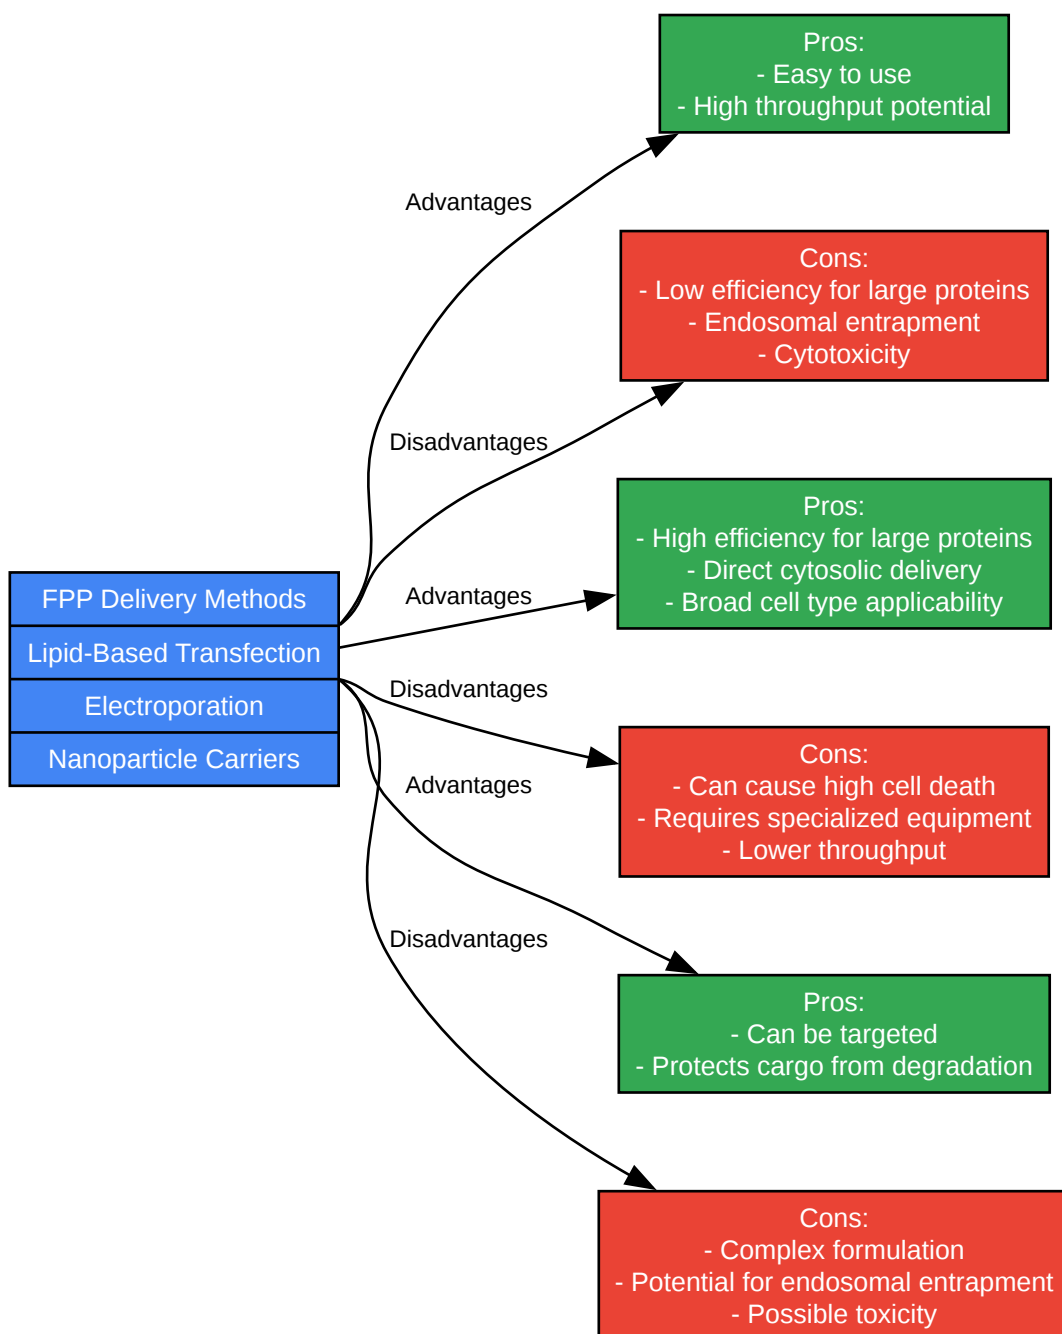 FPP Delivery Methods
Lipid-Based Transfection
Electroporation
Nanoparticle Carriers
Advantages
Pros:
- Easy to use
- High throughput potential
Disadvantages
Cons:
- Low efficiency for large proteins
- Endosomal entrapment
- Cytotoxicity
Advantages
Pros:
- High efficiency for large proteins
- Direct cytosolic delivery
- Broad cell type applicability
Disadvantages
Cons:
- Can cause high cell death
- Requires specialized equipment
- Lower throughput
Advantages
Pros:
- Can be targeted
- Protects cargo from degradation
Disadvantages
Cons:
- Complex formulation
- Potential for endosomal entrapment
- Possible toxicity